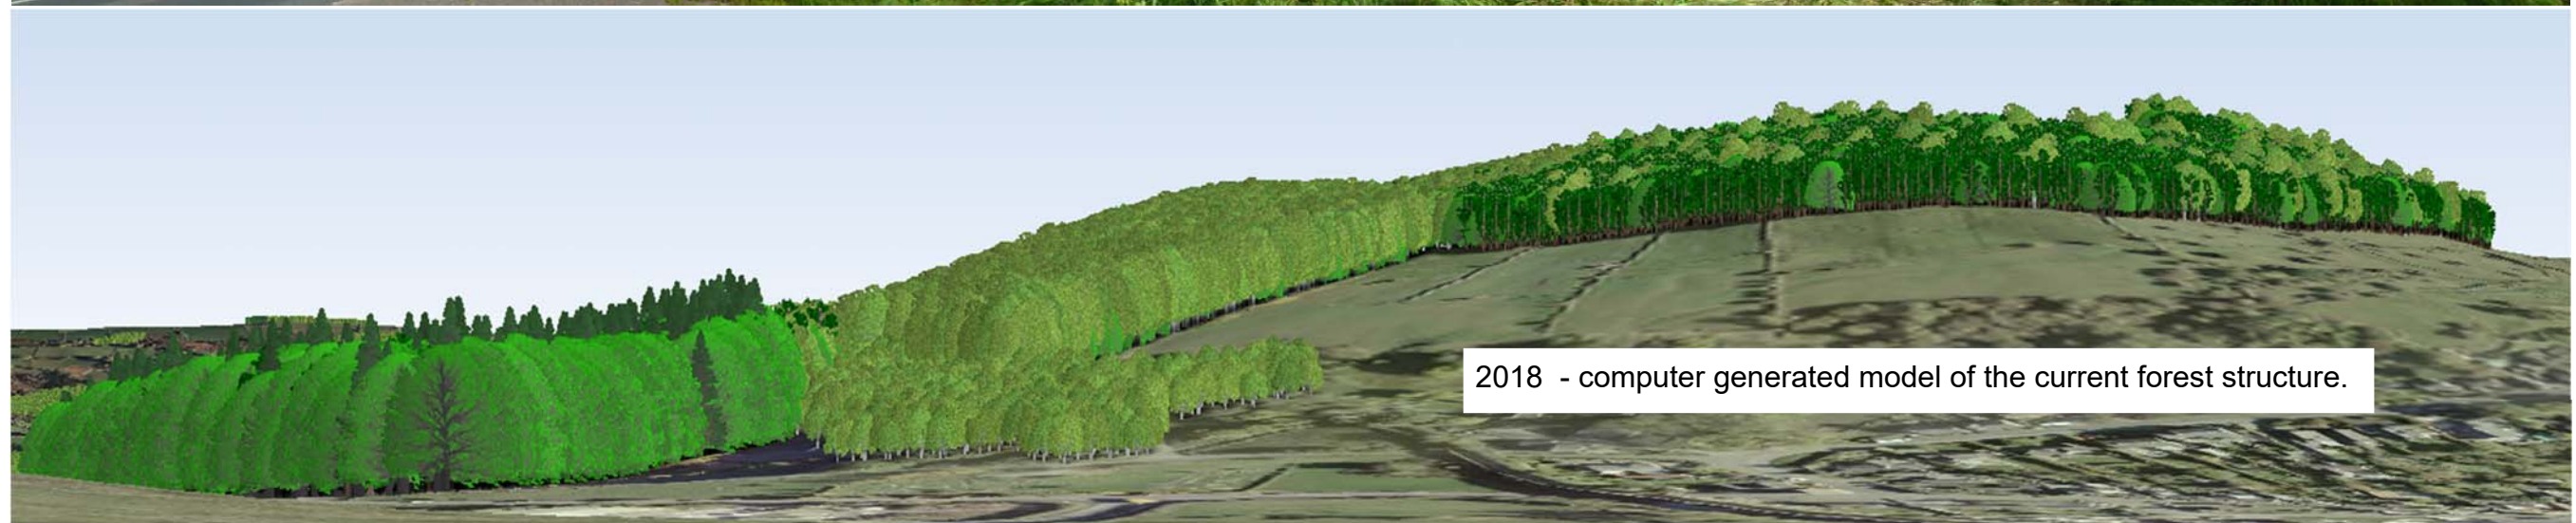 2018  - computer generated model of the current forest structure.